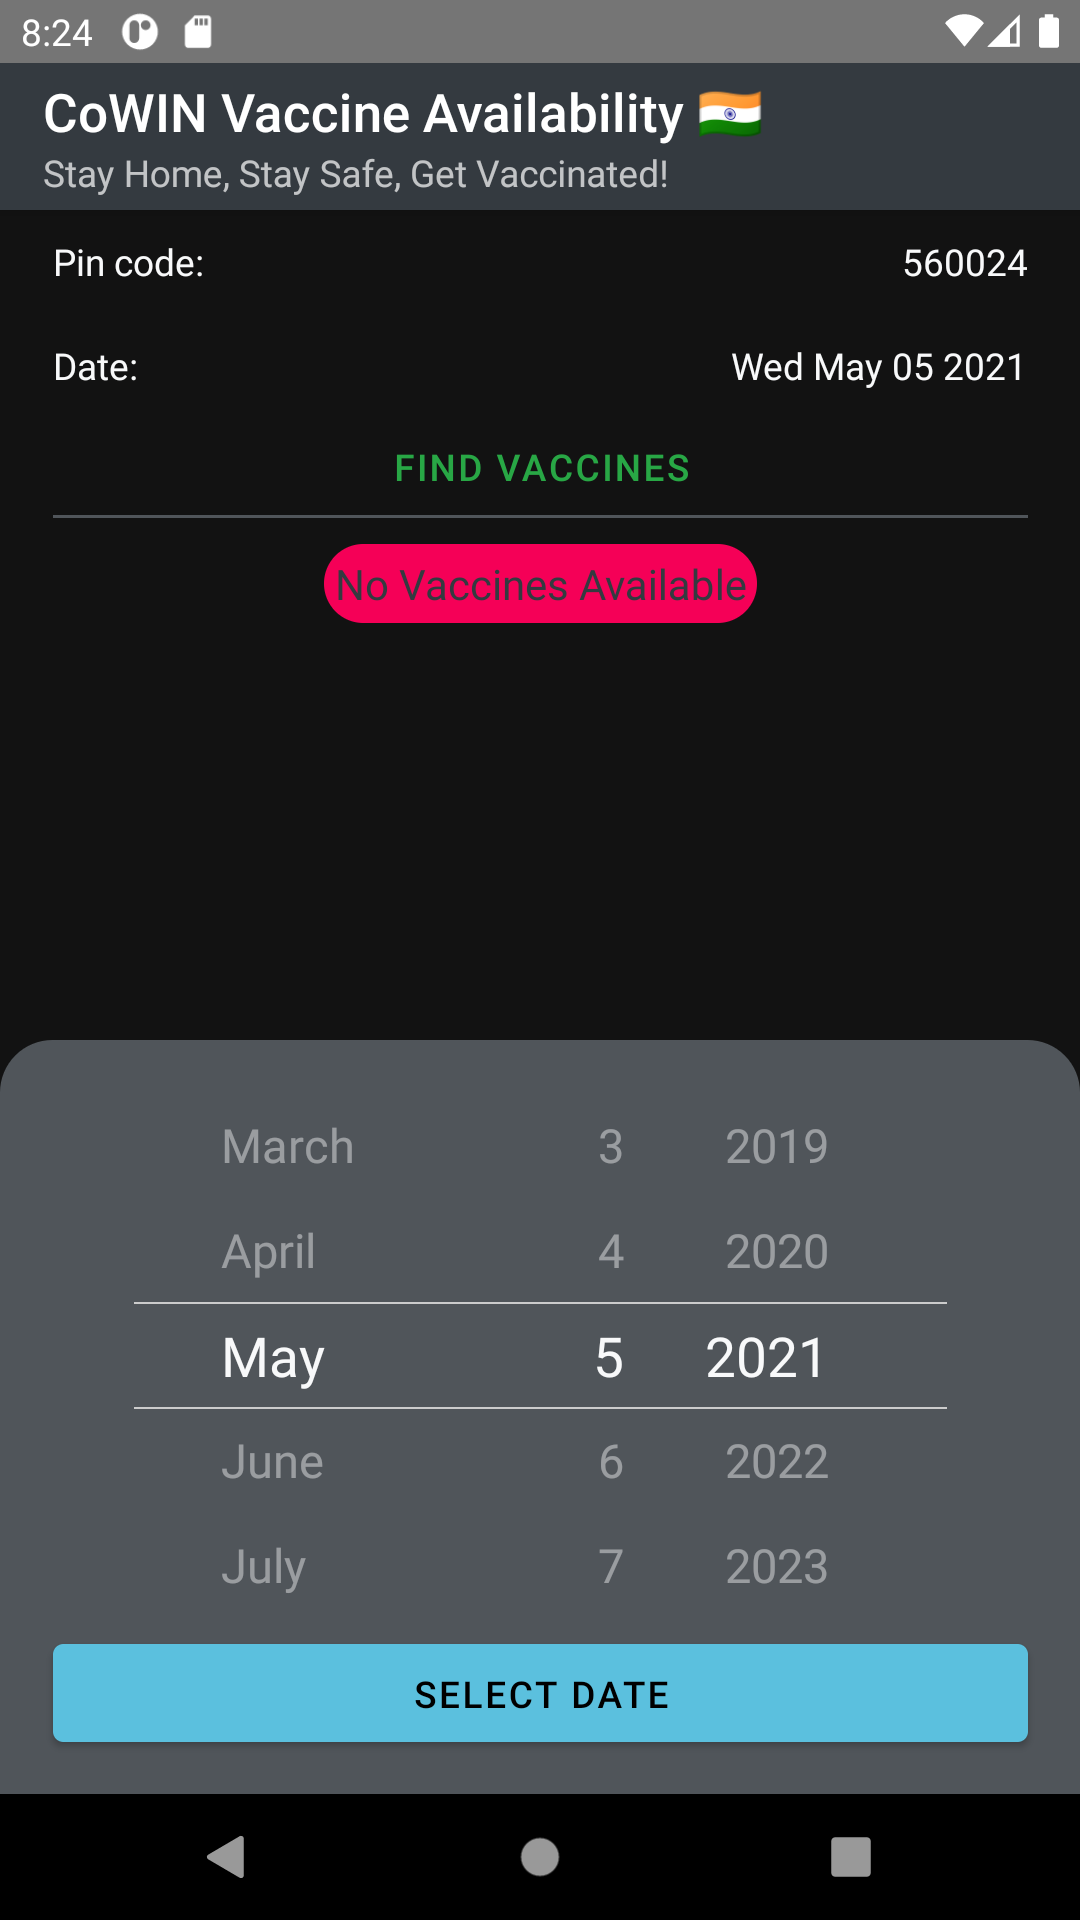 8:24
CoWIN Vaccine Availability 🇮🇳
Stay Home, Stay Safe, Get Vaccinated!
Pin code: 560024
Date: Wed May 05 2021
FIND VACCINES
No Vaccines Available
March 3 2019
April 4 2020
May 5 2021
June 6 2022
July 7 2023
SELECT DATE